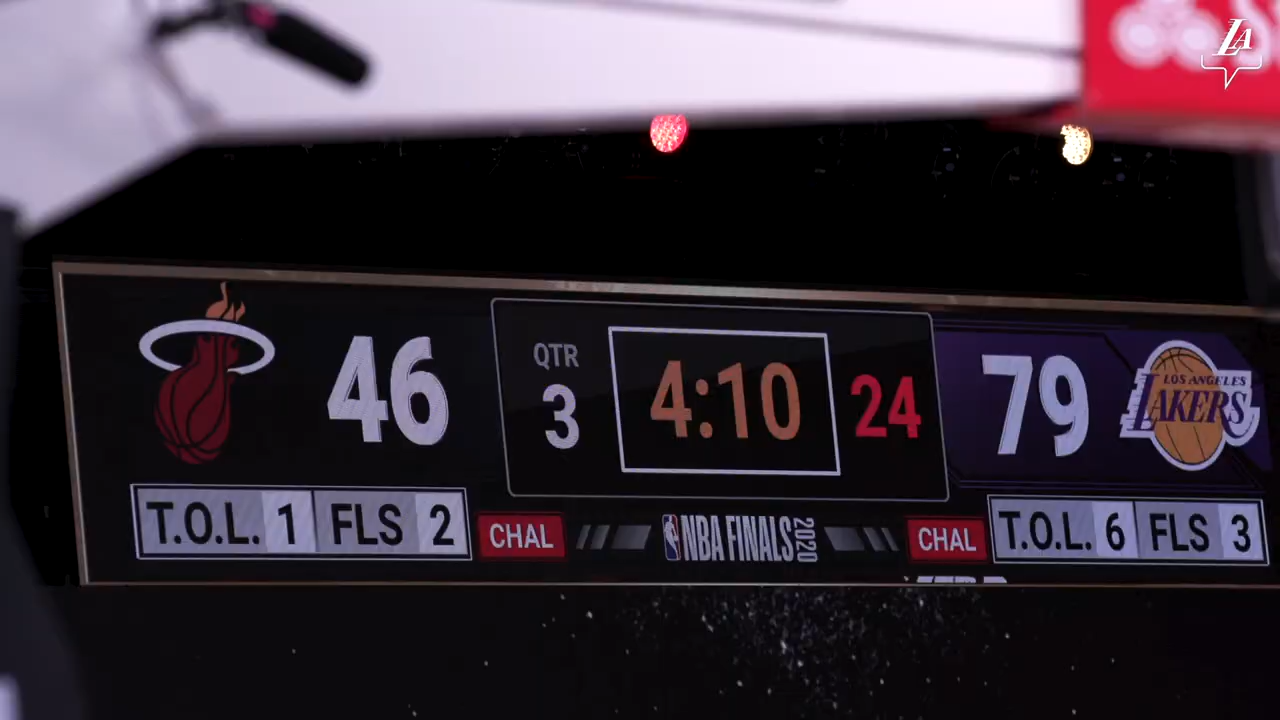 LA
46
QTR
3
4:10
24
79
LOS ANGELES
LAKERS
T.O.L. 1 FLS 2
CHAL
NBA FINALS 2020
CHAL
T.O.L. 6 FLS 3